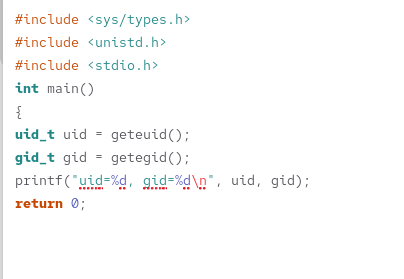 #include <sys/types.h>
#include <unistd.h>
#include <stdio.h>
int main()
{
uid_t uid = geteuid();
gid_t gid = getegid();
printf("uid=%d, gid=%d\n", uid, gid);
return 0;